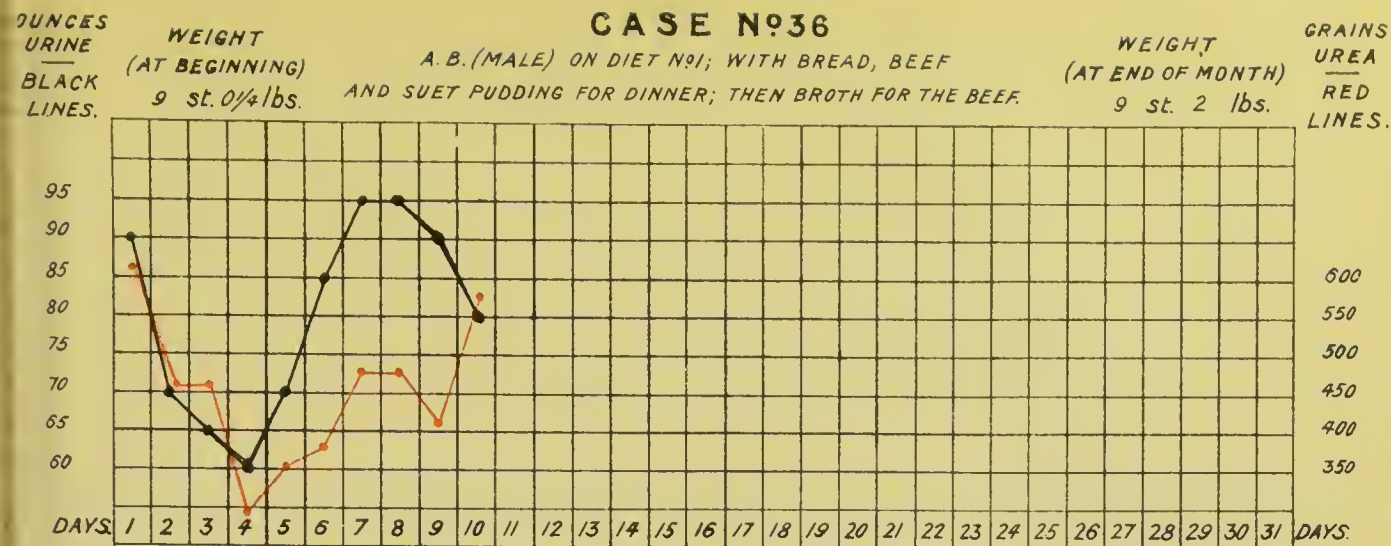 CASE Nº36
OUNCES
URINE
BLACK
LINES.
WEIGHT
(AT BEGINNING)
9 st. 0¼ lbs.
A. B. (MALE) ON DIET Nº1; WITH BREAD, BEEF
AND SUET PUDDING FOR DINNER; THEN BROTH FOR THE BEEF.
WEIGHT
(AT END OF MONTH)
9 st. 2 lbs.
GRAINS
UREA
RED
LINES.
95
90
85
80
75
70
65
60
600
550
500
450
400
350
DAYS. 1 2 3 4 5 6 7 8 9 10 11 12 13 14 15 16 17 18 19 20 21 22 23 24 25 26 27 28 29 30 31 DAYS.